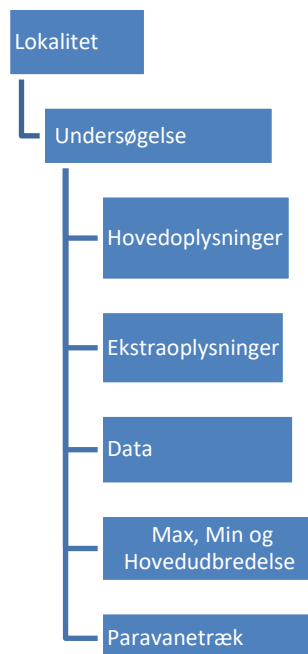 Lokalitet
Undersøgelse
Hovedoplysninger
Ekstraoplysninger
Data
Max, Min og
Hovedudbredelse
Paravanetræk